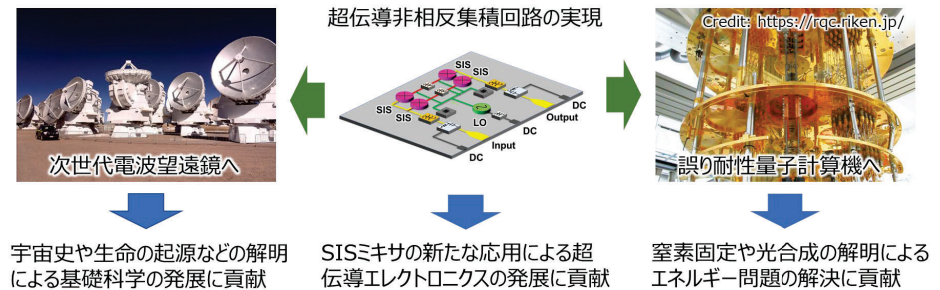 超伝導非相反集積回路の実現
Credit: https://rqc.riken.jp/
SIS
SIS
SIS
SIS
LO
DC
Output
DC
Input
DC
次世代電波望遠鏡へ
誤り耐性量子計算機へ
宇宙史や生命の起源などの解明
による基礎科学の発展に貢献
SISミキサの新たな応用による超
伝導エレクトロニクスの発展に貢献
窒素固定や光合成の解明による
エネルギー問題の解決に貢献